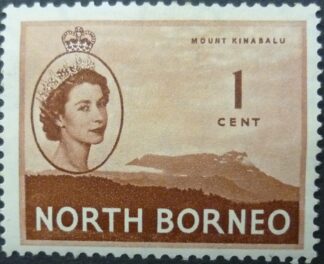 MOUNT KINABALU
1
CENT
NORTH BORNEO